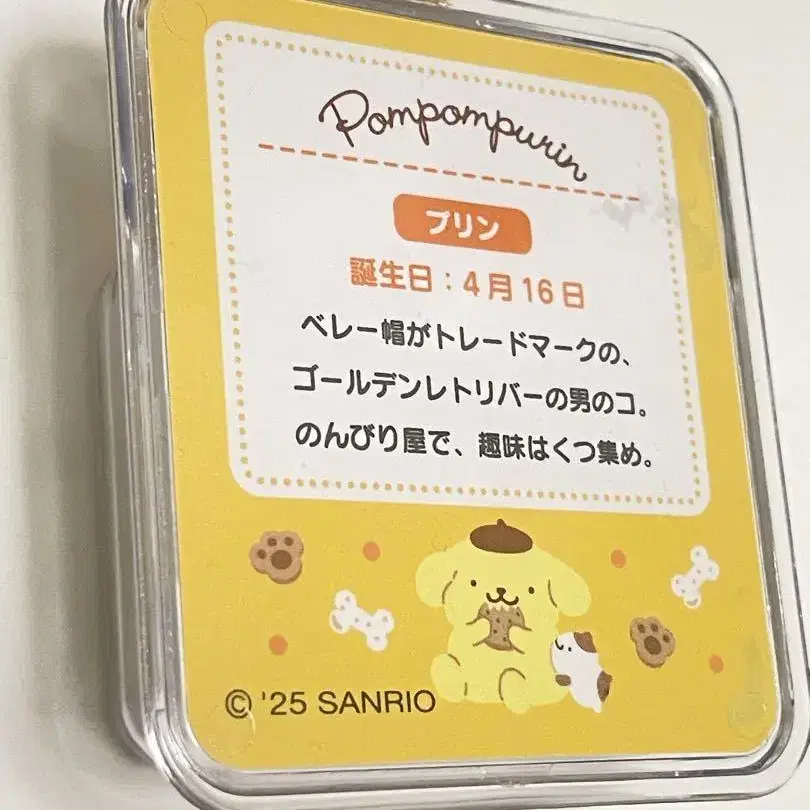 Pompompurin
プリン
誕生日：4月16日
ベレー帽がトレードマークの、
ゴールデンレトリバーの男のコ。
のんびり屋で、趣味はくつ集め。
© '25 SANRIO